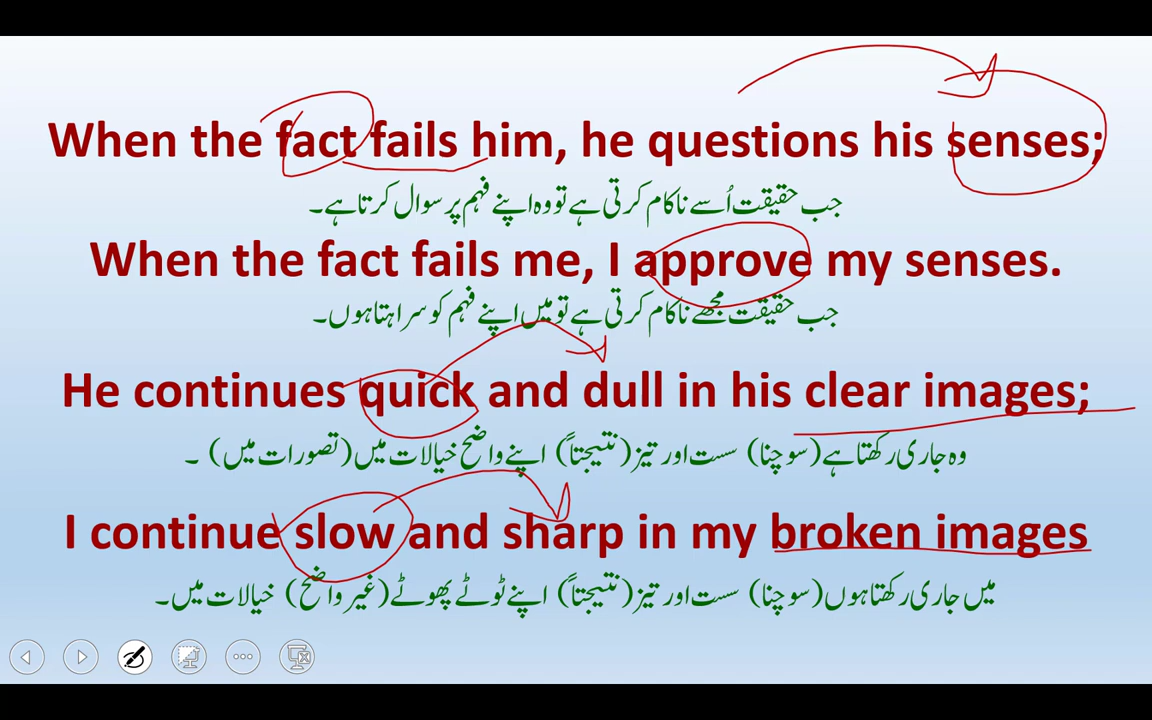 When the fact fails him, he questions his senses;
جب حقیقت اُسے ناکام کرتی ہے تو وہ اپنے فہم پر سوال کرتا ہے۔
When the fact fails me, I approve my senses.
جب حقیقت مجھے ناکام کرتی ہے تو میں اپنے فہم کو سراہتا ہوں۔
He continues quick and dull in his clear images;
وہ جاری رکھتا ہے (سوچنا) سست اور تیز (نتیجتاً) اپنے واضح خیالات میں (تصورات میں) ۔
I continue slow and sharp in my broken images
میں جاری رکھتا ہوں (سوچنا) سست اور تیز (نتیجتاً) اپنے ٹوٹے پھوٹے (غیر واضح) خیالات میں۔